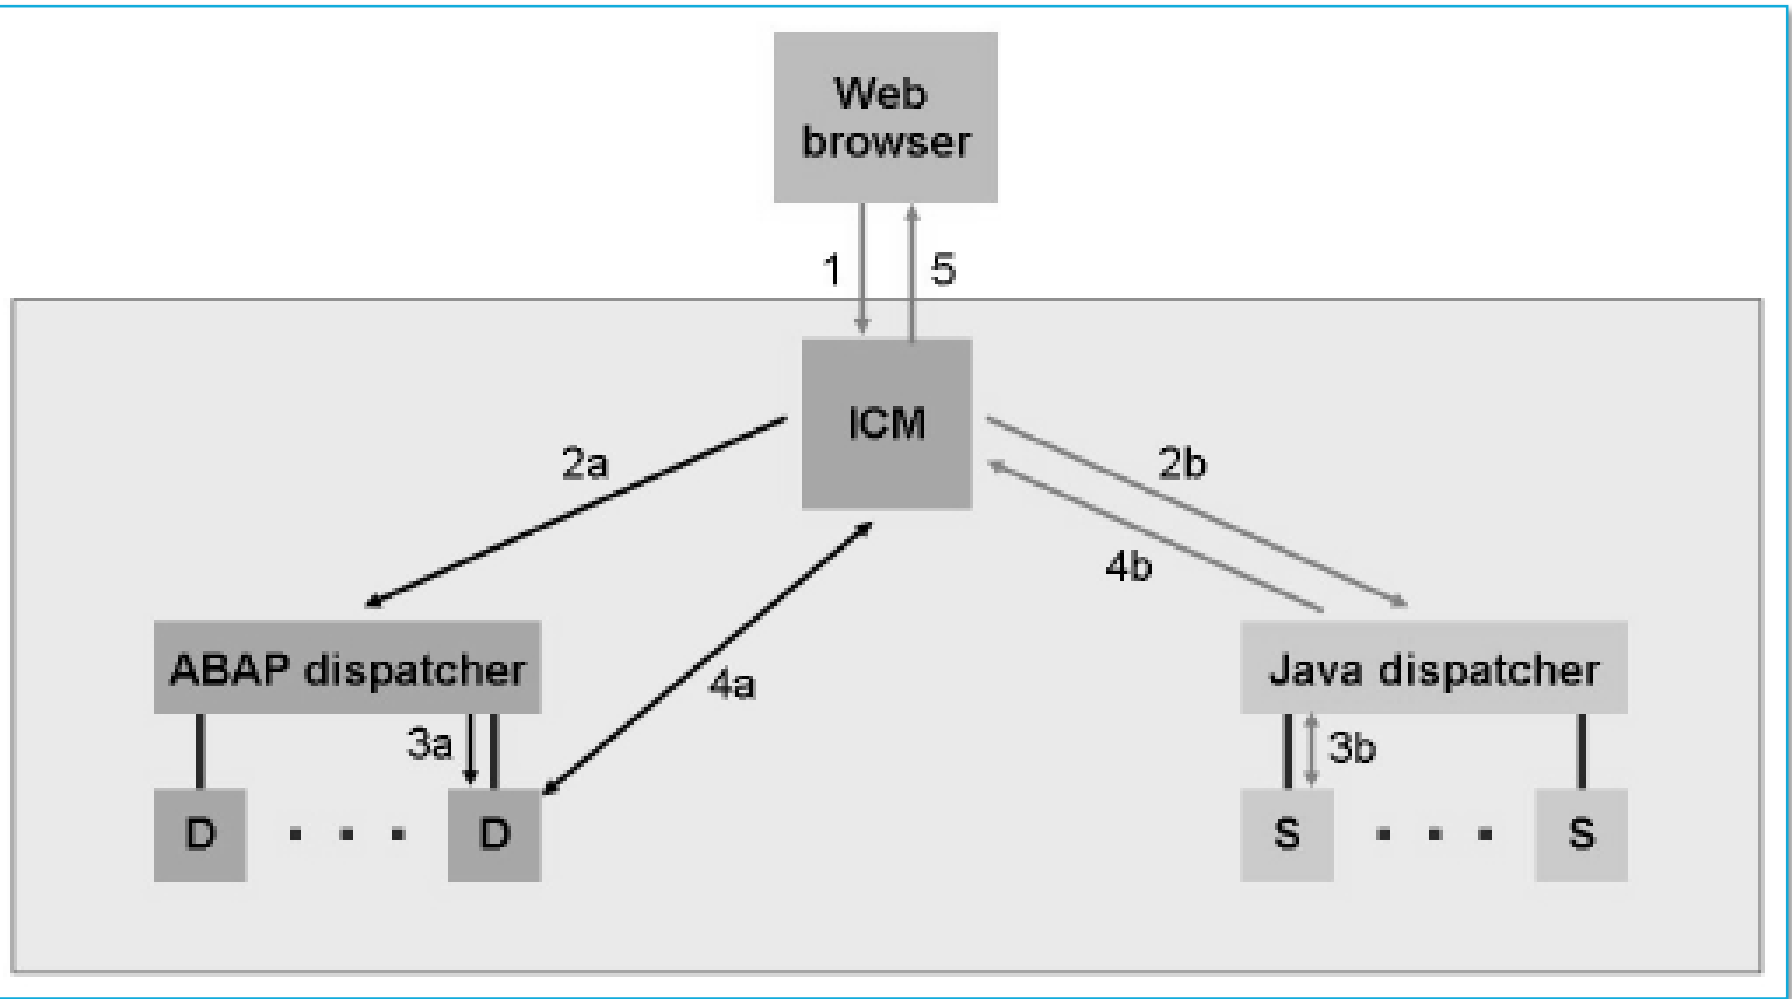 Web
browser
1
5
ICM
2a
2b
4b
ABAP dispatcher
Java dispatcher
4a
3a
3b
D
D
S
S